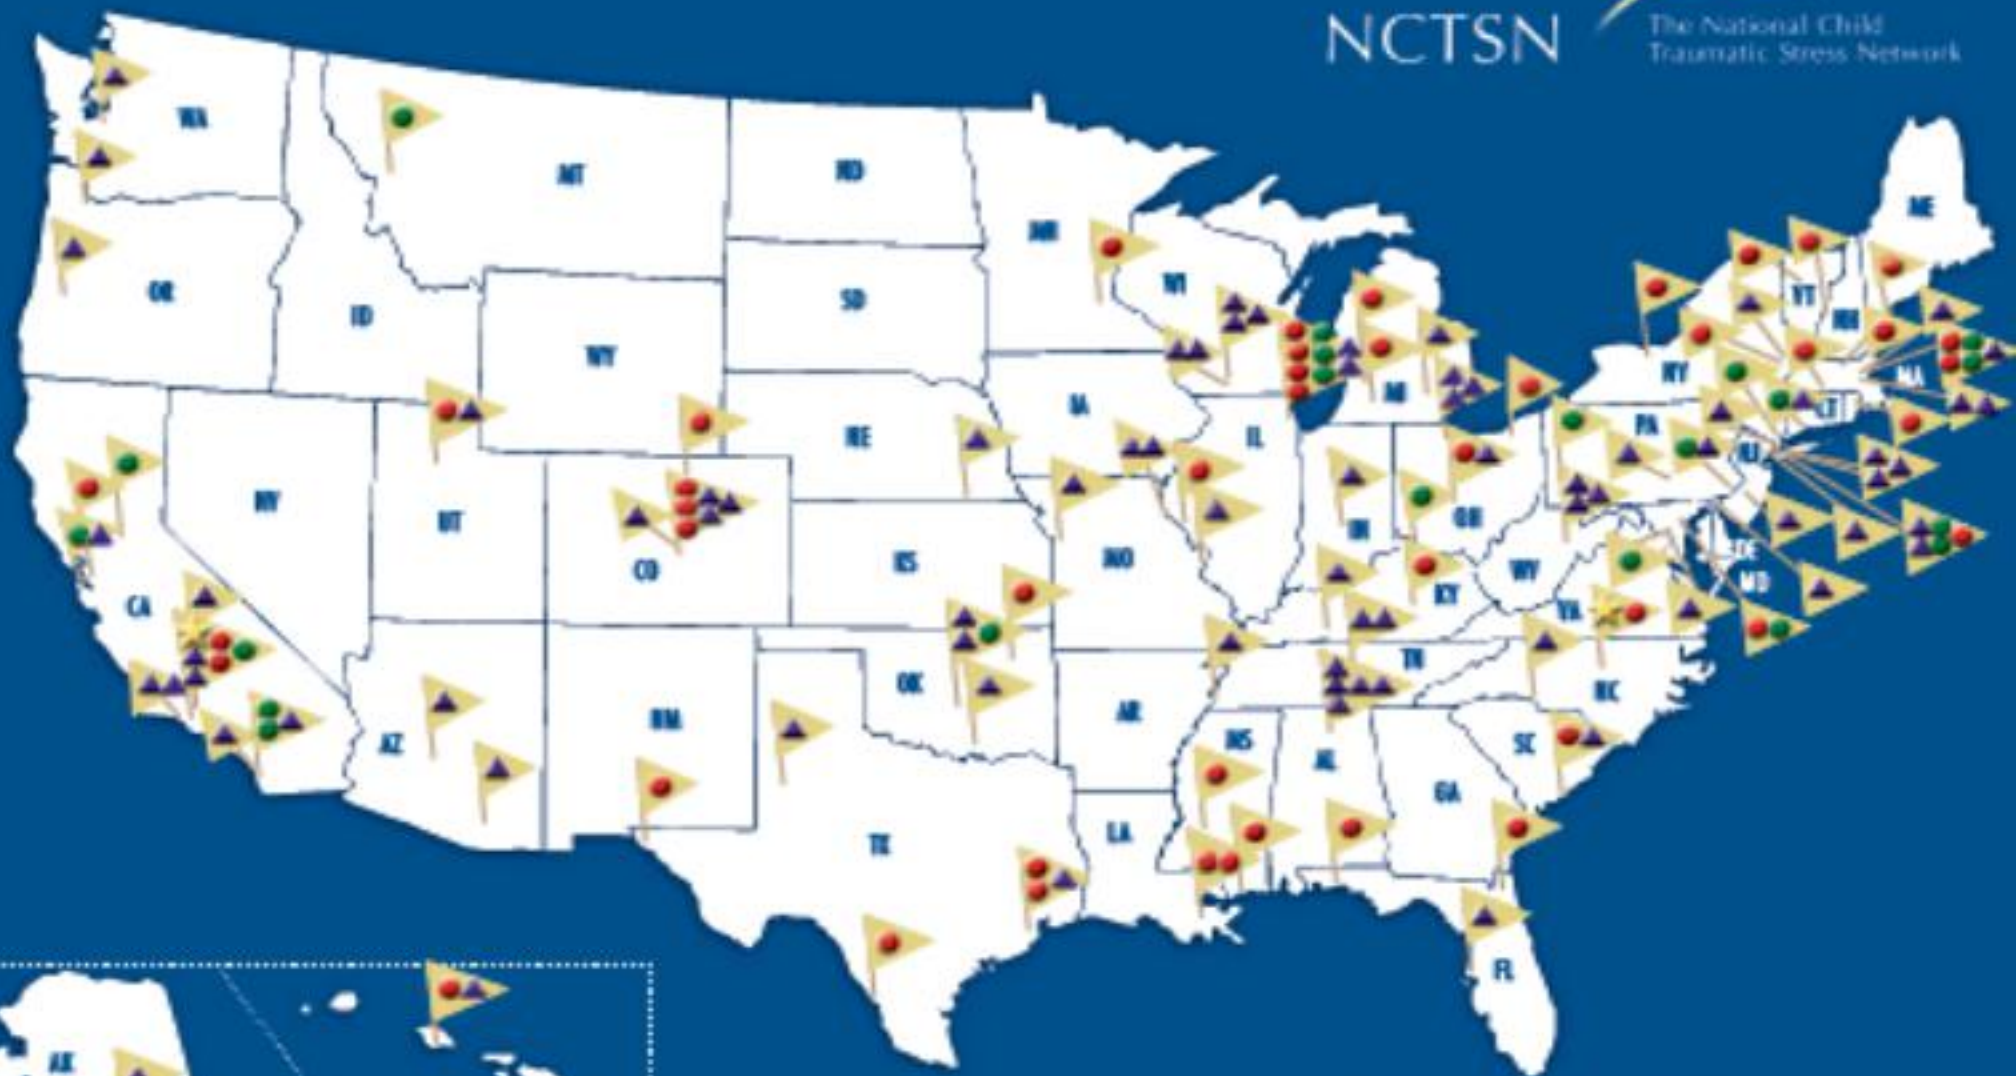 NCTSN
The National Child
Traumatic Stress Network
WA
MT
ND
ME
OR
ID
WY
SD
WI
VT
NH
NY
MA
MI
CT
IA
NE
IL
PA
NJ
NV
UT
CO
KS
MO
IN
OH
WV
DE
MD
CA
KY
VA
TN
OK
NC
AZ
NM
AR
MS
AL
SC
GA
TX
LA
FL
AK